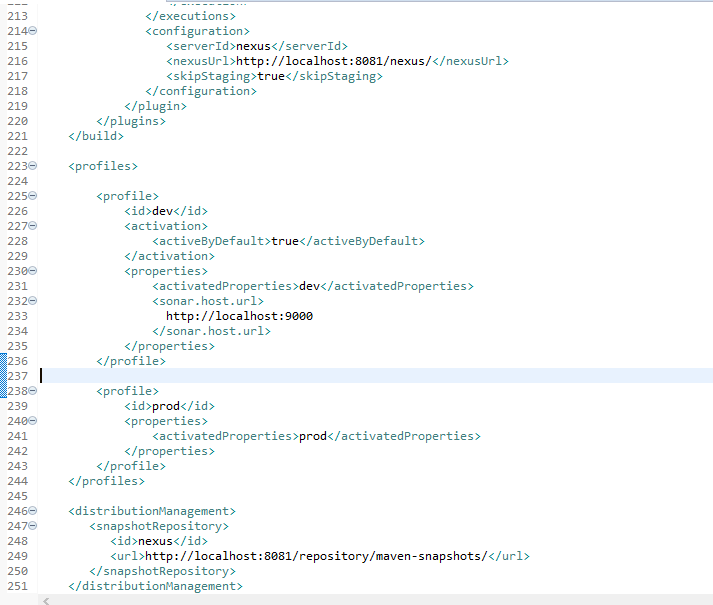 213 </executions>
214 <configuration>
215 <serverId>nexus</serverId>
216 <nexusUrl>http://localhost:8081/nexus/</nexusUrl>
217 <skipStaging>true</skipStaging>
218 </configuration>
219 </plugin>
220 </plugins>
221 </build>
222
223 <profiles>
224
225 <profile>
226 <id>dev</id>
227 <activation>
228 <activeByDefault>true</activeByDefault>
229 </activation>
230 <properties>
231 <activatedProperties>dev</activatedProperties>
232 <sonar.host.url>
233 http://localhost:9000
234 </sonar.host.url>
235 </properties>
236 </profile>
237
238 <profile>
239 <id>prod</id>
240 <properties>
241 <activatedProperties>prod</activatedProperties>
242 </properties>
243 </profile>
244 </profiles>
245
246 <distributionManagement>
247 <snapshotRepository>
248 <id>nexus</id>
249 <url>http://localhost:8081/repository/maven-snapshots/</url>
250 </snapshotRepository>
251 </distributionManagement>